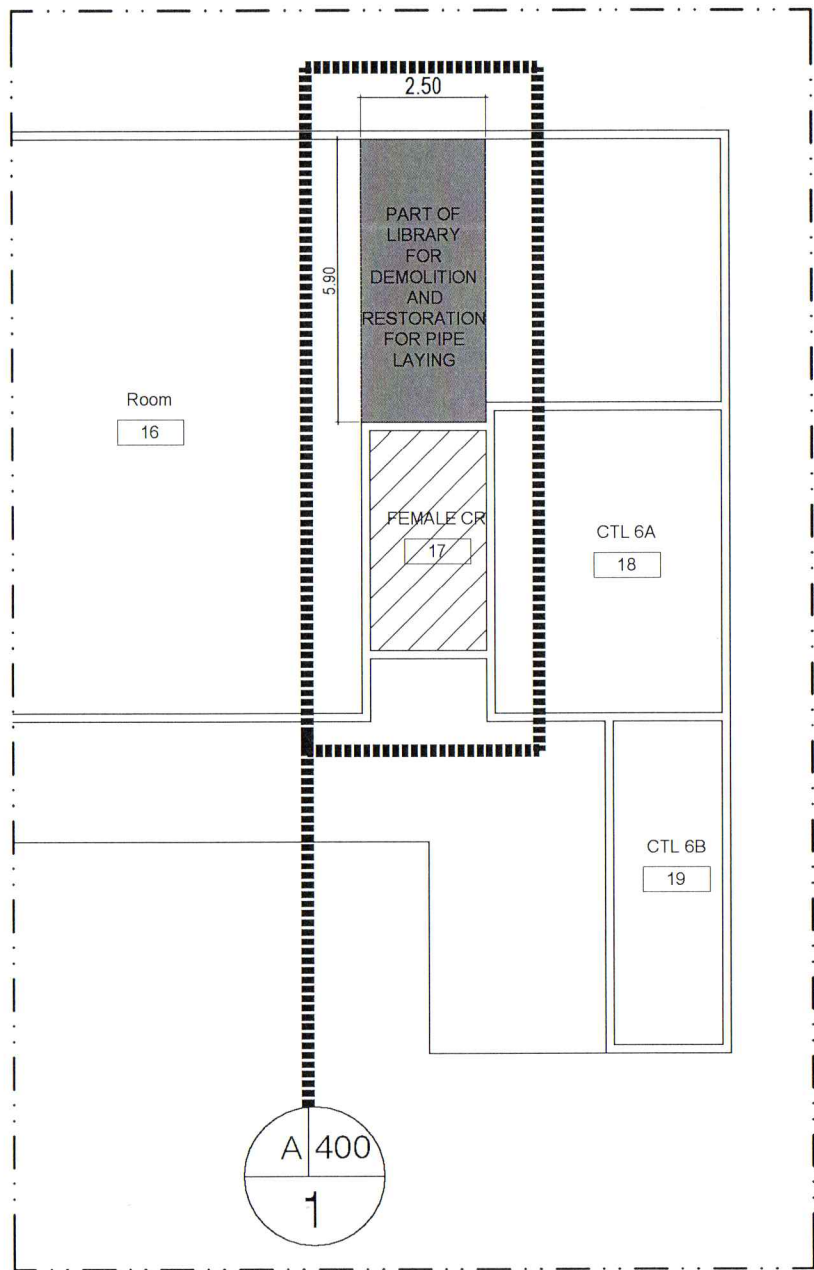 2.50
5.90
PART OF
LIBRARY
FOR
DEMOLITION
AND
RESTORATION
FOR PIPE
LAYING
Room
16
FEMALE CR
17
CTL 6A
18
CTL 6B
19
A 400
1